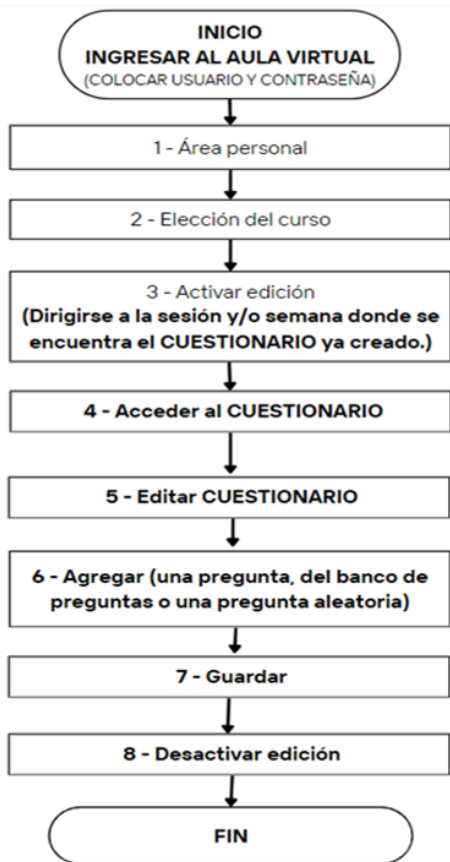 INICIO
INGRESAR AL AULA VIRTUAL
(COLOCAR USUARIO Y CONTRASEÑA)
1 - Área personal
2 - Elección del curso
3 - Activar edición
(Dirigirse a la sesión y/o semana donde se
encuentra el CUESTIONARIO ya creado.)
4 - Acceder al CUESTIONARIO
5 - Editar CUESTIONARIO
6 - Agregar (una pregunta, del banco de
preguntas o una pregunta aleatoria)
7 - Guardar
8 - Desactivar edición
FIN